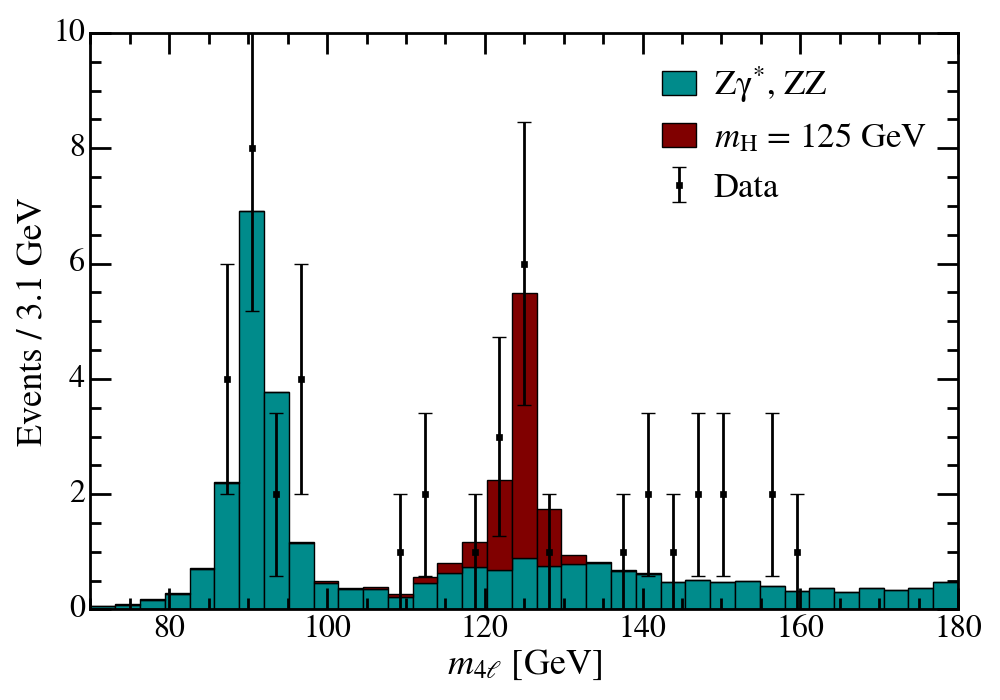 10
8
6
4
2
0
Events / 3.1 GeV
Zγ*, ZZ
m_H = 125 GeV
Data
80 100 120 140 160 180
m_4ℓ [GeV]